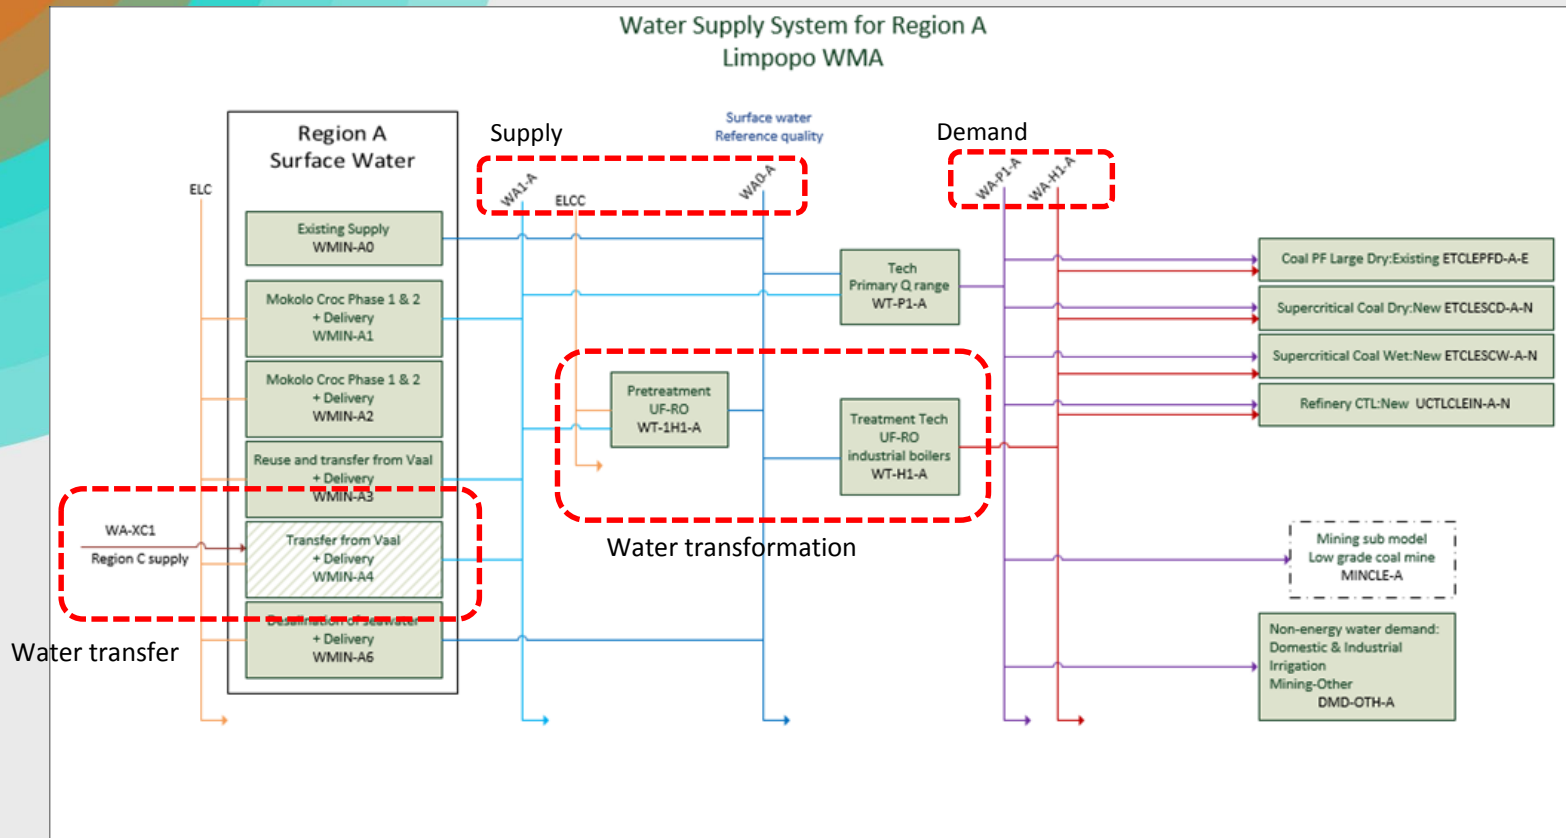 Water Supply System for Region A
Limpopo WMA
Region A
Surface Water
Supply
Surface water
Reference quality
Demand
ELC
WA1-A
ELCC
WA0-A
WA-P1-A
WA-H1-A
Existing Supply
WMIN-A0
Mokolo Croc Phase 1 & 2
+ Delivery
WMIN-A1
Mokolo Croc Phase 1 & 2
+ Delivery
WMIN-A2
Reuse and transfer from Vaal
+ Delivery
WMIN-A3
WA-XC1
Region C supply
Transfer from Vaal
+ Delivery
WMIN-A4
Desalination of seawater
+ Delivery
WMIN-A6
Water transfer
Pretreatment
UF-RO
WT-1H1-A
Tech
Primary Q range
WT-P1-A
Treatment Tech
UF-RO
industrial boilers
WT-H1-A
Water transformation
Coal PF Large Dry:Existing ETCLEPFD-A-E
Supercritical Coal Dry:New ETCLESCD-A-N
Supercritical Coal Wet:New ETCLESCW-A-N
Refinery CTL:New UCTLCLEIN-A-N
Mining sub model
Low grade coal mine
MINCLE-A
Non-energy water demand:
Domestic & Industrial
Irrigation
Mining-Other
DMD-OTH-A